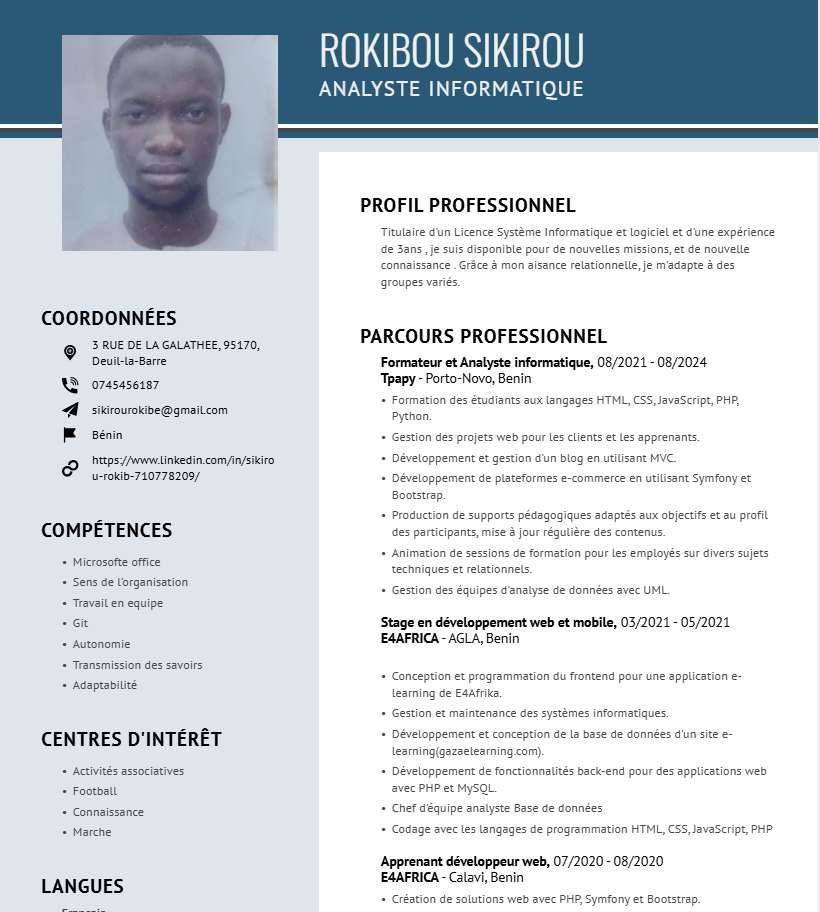 ROKIBOU SIKIROU
ANALYSTE INFORMATIQUE
COORDONNÉES
3 RUE DE LA GALATHEE, 95170,
Deuil-la-Barre
0745456187
sikirourokibe@gmail.com
Bénin
https://www.linkedin.com/in/sikiro
u-rokib-710778209/
COMPÉTENCES
• Microsofte office
• Sens de l'organisation
• Travail en equipe
• Git
• Autonomie
• Transmission des savoirs
• Adaptabilité
CENTRES D'INTÉRÊT
• Activités associatives
• Football
• Connaissance
• Marche
LANGUES
Français
PROFIL PROFESSIONNEL
Titulaire d'un Licence Système Informatique et logiciel et d'une expérience
de 3ans , je suis disponible pour de nouvelles missions, et de nouvelle
connaissance . Grâce à mon aisance relationnelle, je m'adapte à des
groupes variés.
PARCOURS PROFESSIONNEL
Formateur et Analyste informatique, 08/2021 - 08/2024
Tpapy - Porto-Novo, Benin
• Formation des étudiants aux langages HTML, CSS, JavaScript, PHP,
Python.
• Gestion des projets web pour les clients et les apprenants.
• Développement et gestion d'un blog en utilisant MVC.
• Développement de plateformes e-commerce en utilisant Symfony et
Bootstrap.
• Production de supports pédagogiques adaptés aux objectifs et au profil
des participants, mise à jour régulière des contenus.
• Animation de sessions de formation pour les employés sur divers sujets
techniques et relationnels.
• Gestion des équipes d'analyse de données avec UML.
Stage en développement web et mobile, 03/2021 - 05/2021
E4AFRICA - AGLA, Benin
• Conception et programmation du frontend pour une application e-
learning de E4Afrika.
• Gestion et maintenance des systèmes informatiques.
• Développement et conception de la base de données d'un site e-
learning(gazaelearning.com).
• Développement de fonctionnalités back-end pour des applications web
avec PHP et MySQL.
• Chef d'équipe analyste Base de données
• Codage avec les langages de programmation HTML, CSS, JavaScript, PHP
Apprenant développeur web, 07/2020 - 08/2020
E4AFRICA - Calavi, Benin
• Création de solutions web avec PHP, Symfony et Bootstrap.